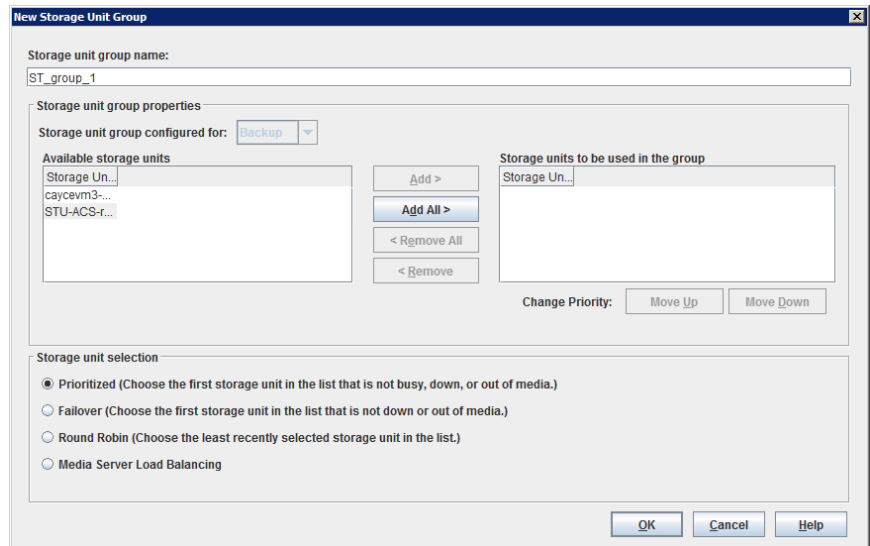 New Storage Unit Group
Storage unit group name:
ST_group_1
Storage unit group properties
Storage unit group configured for: Backup
Available storage units
Storage Un...
caycevm3-...
STU-ACS-r...
Add >
Add All >
< Remove All
< Remove
Storage units to be used in the group
Storage Un...
Change Priority: Move Up Move Down
Storage unit selection
Prioritized (Choose the first storage unit in the list that is not busy, down, or out of media.)
Failover (Choose the first storage unit in the list that is not down or out of media.)
Round Robin (Choose the least recently selected storage unit in the list.)
Media Server Load Balancing
OK Cancel Help